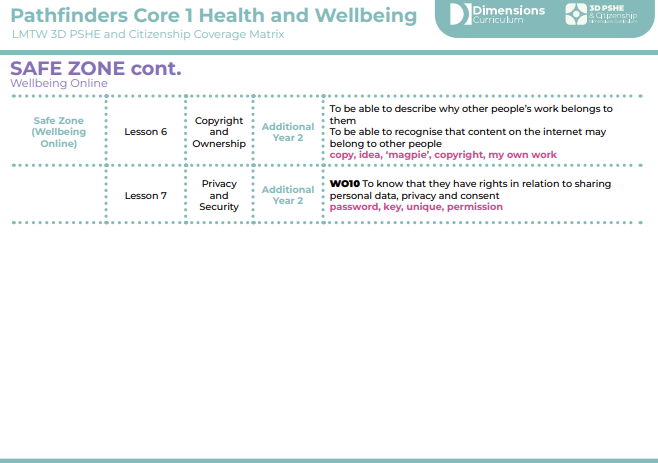 Pathfinders Core 1 Health and Wellbeing
LMTW 3D PSHE and Citizenship Coverage Matrix
Dimensions
Curriculum
3D PSHE
& Citizenship
SAFE ZONE cont.
Wellbeing Online
Safe Zone
(Wellbeing
Online)
Lesson 6
Copyright
and
Ownership
Additional
Year 2
To be able to describe why other people's work belongs to
them
To be able to recognise that content on the internet may
belong to other people
copy, idea, 'magpie', copyright, my own work
Lesson 7
Privacy
and
Security
Additional
Year 2
WO10 To know that they have rights in relation to sharing
personal data, privacy and consent
password, key, unique, permission